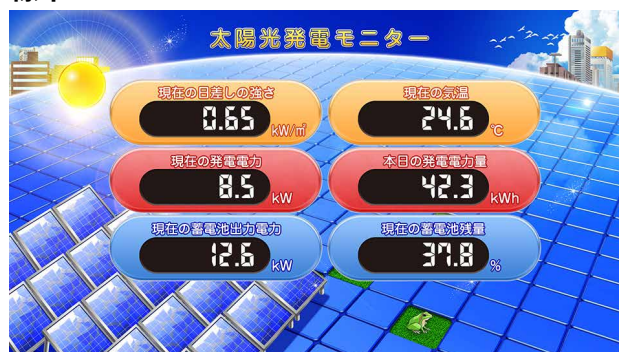 太陽光発電モニター
現在の日差しの強さ
0.65 kW/㎡
現在の気温
24.6 ℃
現在の発電電力
8.5 kW
本日の発電電力量
42.3 kWh
現在の蓄電池出力電力
12.6 kW
現在の蓄電池残量
37.8 %